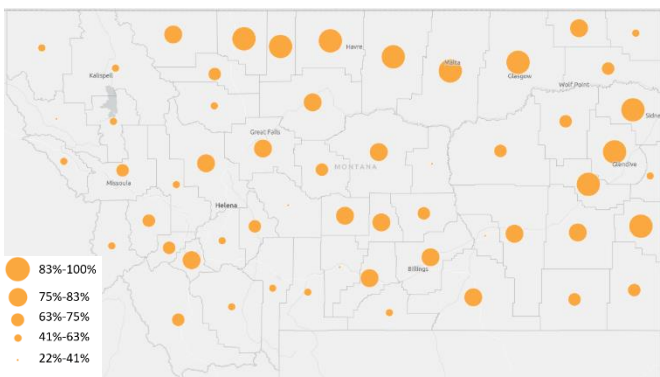 Kalispell
Havre
Malta
Glasgow
Wolf Point
Sidney
Great Falls
Glendive
MONTANA
Missoula
Helena
Billings
83%-100%
75%-83%
63%-75%
41%-63%
22%-41%